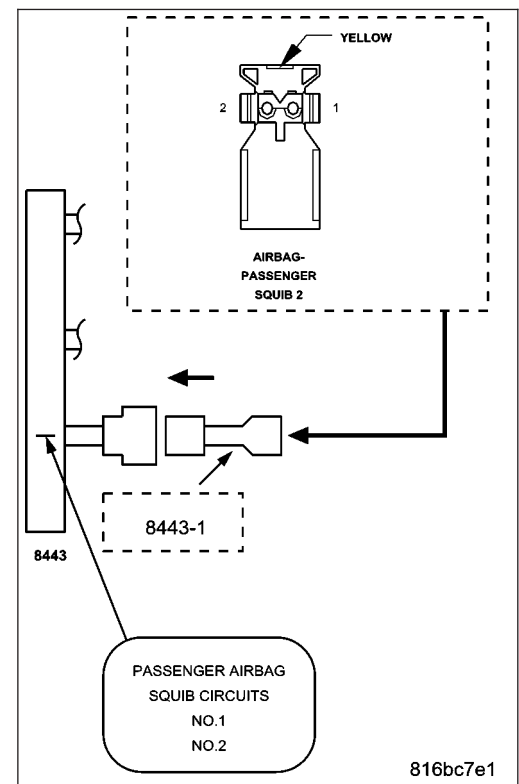 YELLOW
2
1
AIRBAG-
PASSENGER
SQUIB 2
8443-1
8443
PASSENGER AIRBAG
SQUIB CIRCUITS
NO.1
NO.2
816bc7e1